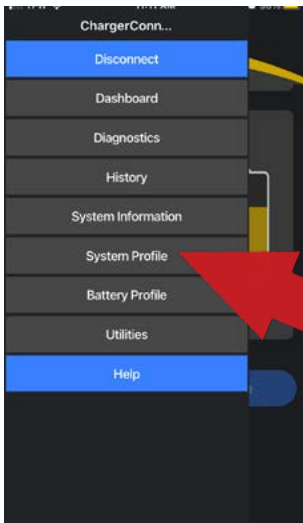 ChargerConn...
Disconnect
Dashboard
Diagnostics
History
System Information
System Profile
Battery Profile
Utilities
Help